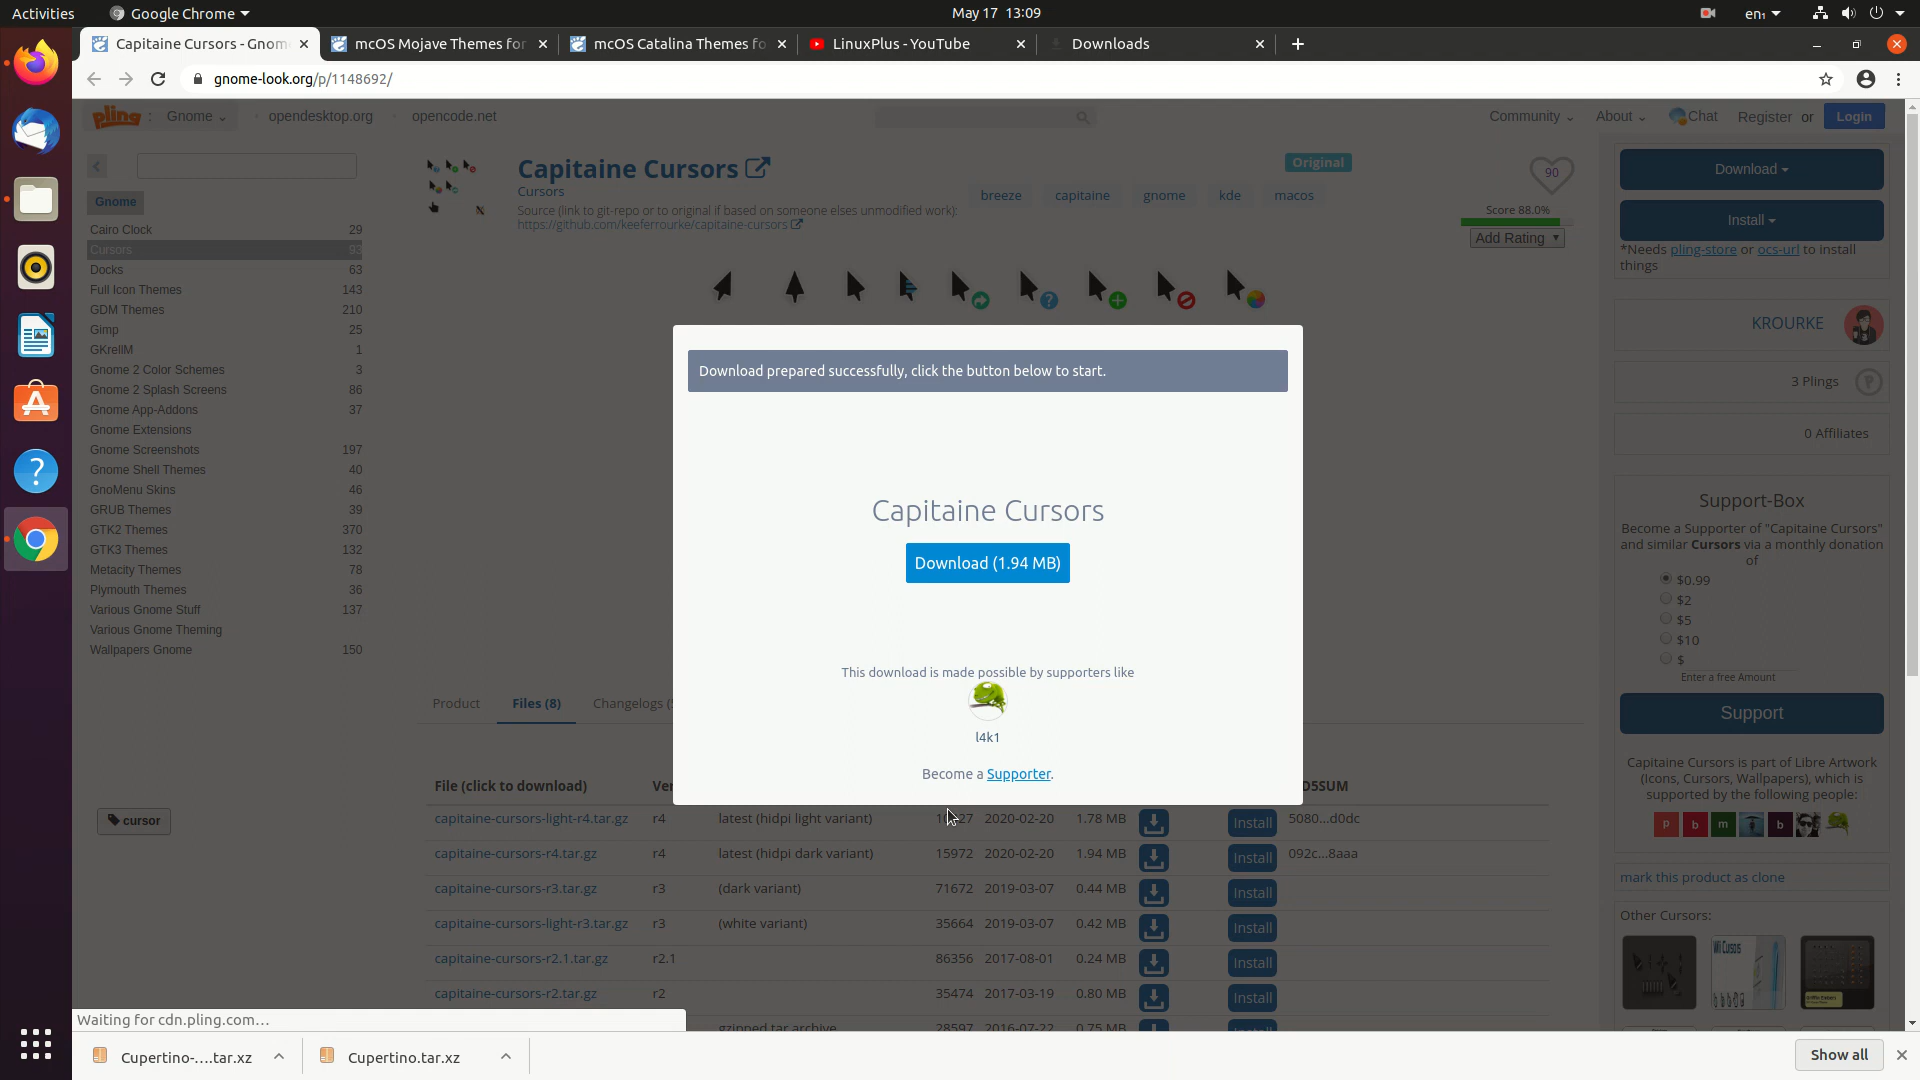 Activities
Google Chrome
May 17 13:09
en₁
Capitaine Cursors - Gnom
mcOS Mojave Themes for
mcOS Catalina Themes fo
LinuxPlus - YouTube
Downloads
gnome-look.org/p/1148692/
pling
:
Gnome
opendesktop.org
opencode.net
Community
About
Chat
Register or
Login
Gnome
Cairo Clock 29
Cursors 93
Docks 63
Full Icon Themes 143
GDM Themes 210
Gimp 25
GKrellM 1
Gnome 2 Color Schemes 3
Gnome 2 Splash Screens 86
Gnome App-Addons 37
Gnome Extensions
Gnome Screenshots 197
Gnome Shell Themes 40
GnoMenu Skins 46
GRUB Themes 39
GTK2 Themes 370
GTK3 Themes 132
Metacity Themes 78
Plymouth Themes 36
Various Gnome Stuff 137
Various Gnome Theming
Wallpapers Gnome 150
cursor
Capitaine Cursors
Cursors
Source (link to git-repo or to original if based on someone elses unmodified work):
https://github.com/keeferrourke/capitaine-cursors
Original
breeze capitaine gnome kde macos
90
Score 88.0%
Add Rating
Download prepared successfully, click the button below to start.
Capitaine Cursors
Download (1.94 MB)
This download is made possible by supporters like
l4k1
Become a Supporter.
Product Files (8) Changelogs (
File (click to download) Ve D5SUM
capitaine-cursors-light-r4.tar.gz r4 latest (hidpi light variant) 2020-02-20 1.78 MB Install 5080...d0dc
capitaine-cursors-r4.tar.gz r4 latest (hidpi dark variant) 15972 2020-02-20 1.94 MB Install 092c...8aaa
capitaine-cursors-r3.tar.gz r3 (dark variant) 71672 2019-03-07 0.44 MB Install
capitaine-cursors-light-r3.tar.gz r3 (white variant) 35664 2019-03-07 0.42 MB Install
capitaine-cursors-r2.1.tar.gz r2.1 86356 2017-08-01 0.24 MB Install
capitaine-cursors-r2.tar.gz r2 35474 2017-03-19 0.80 MB Install
gzipped tar archive 28597 2016-07-22 0.75 MB Install
Download
Install
*Needs pling-store or ocs-url to install
things
KROURKE
3 Plings
0 Affiliates
Support-Box
Become a Supporter of "Capitaine Cursors"
and similar Cursors via a monthly donation
of
$0.99
$2
$5
$10
$
Enter a free Amount
Support
Capitaine Cursors is part of Libre Artwork
(Icons, Cursors, Wallpapers), which is
supported by the following people:
p b m b
mark this product as clone
Other Cursors:
Waiting for cdn.pling.com...
Cupertino-....tar.xz
Cupertino.tar.xz
Show all